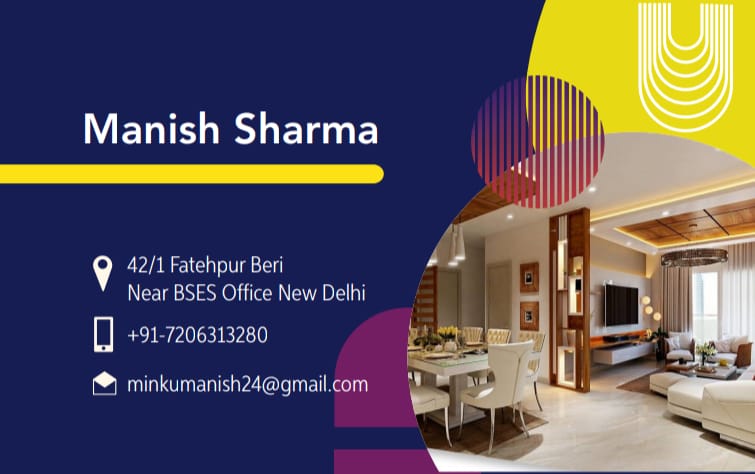 Manish Sharma
42/1 Fatehpur Beri
Near BSES Office New Delhi
+91-7206313280
minkumanish24@gmail.com